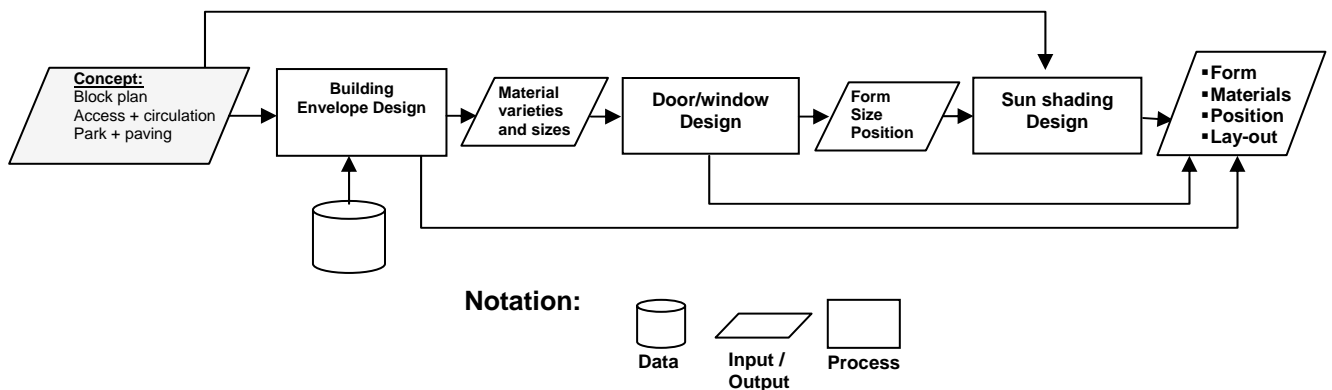 Concept:
Block plan
Access + circulation
Park + paving
Building
Envelope Design
Material
varieties
and sizes
Door/window
Design
Form
Size
Position
Sun shading
Design
▪Form
▪Materials
▪Position
▪Lay-out
Notation:
Data
Input /
Output
Process